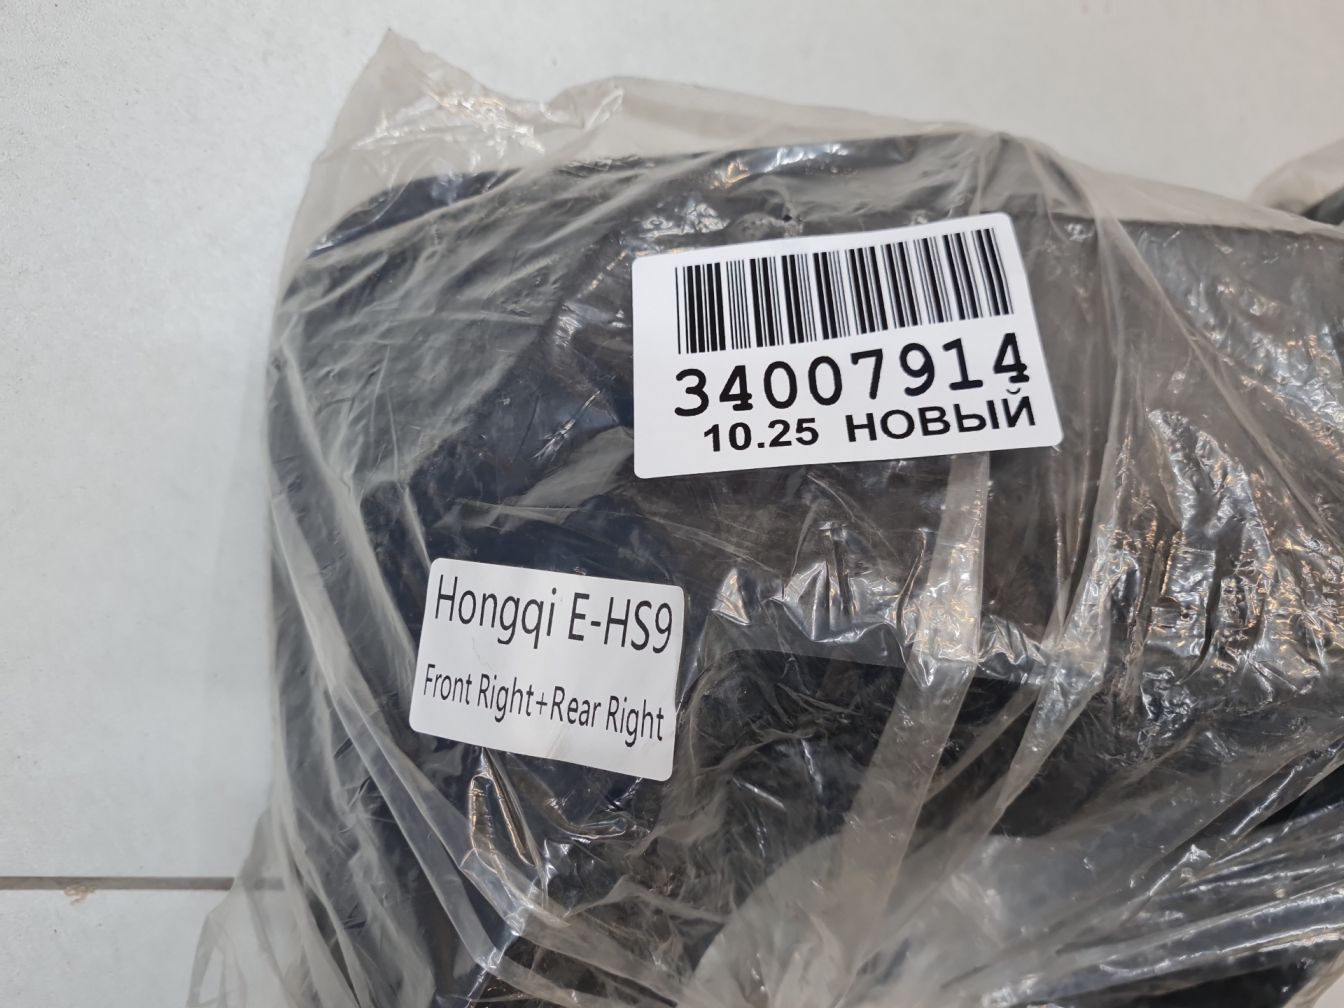 34007914
10.25 НОВЫЙ
Hongqi E-HS9
Front Right+Rear Right